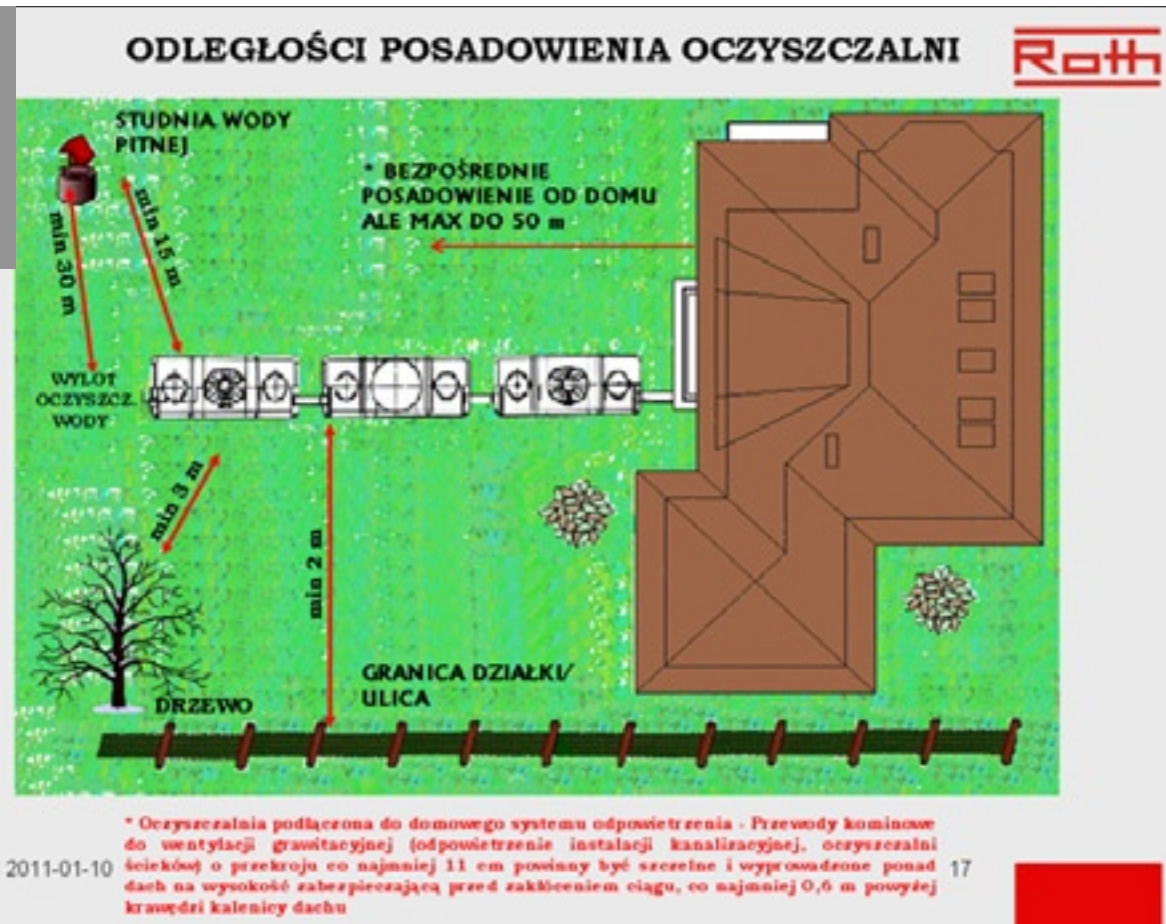 ODLEGŁOŚCI POSADOWIENIA OCZYSZCZALNI
Roth
STUDNIA WODY
PITNEJ
* BEZPOŚREDNIE
POSADOWIENIE OD DOMU
ALE MAX DO 50 m
min 15 m
min 30 m
WYLOT
OCZYSZCZ.
WODY
min 3 m
min 2 m
GRANICA DZIAŁKI/
ULICA
DRZEWO
* Oczyszczalnia podłączona do domowego systemu odpowietrzenia - Przewody kominowe
do wentylacji grawitacyjnej (odpowietrzenie instalacji kanalizacyjnej, oczyszczalni
ścieków) o przekroju co najmniej 11 cm powinny być szczelne i wyprowadzone ponad
dach na wysokość zabezpieczającą przed zakłóceniem ciągu, co najmniej 0,6 m powyżej
krawędzi kalenicy dachu
2011-01-10
17